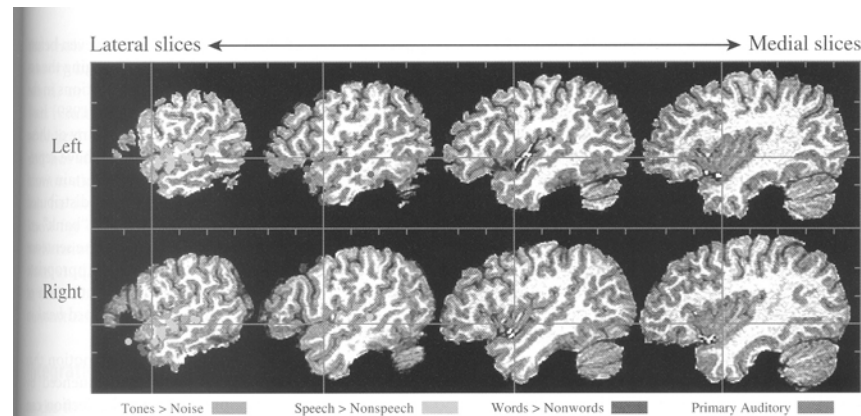 Lateral slices Medial slices
Left
Right
Tones > Noise Speech > Nonspeech Words > Nonwords Primary Auditory